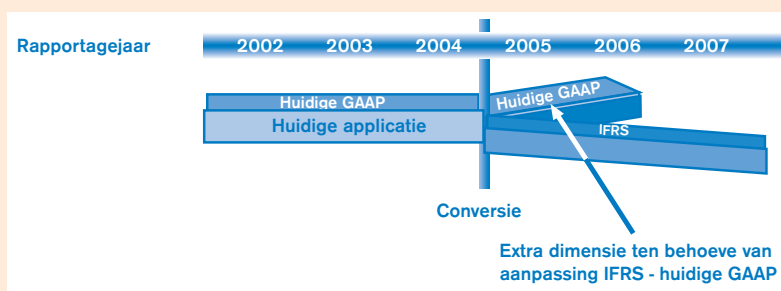 Rapportagejaar 2002 2003 2004 2005 2006 2007
Huidige GAAP
Huidige GAAP
Huidige applicatie
IFRS
Conversie
Extra dimensie ten behoeve van
aanpassing IFRS - huidige GAAP